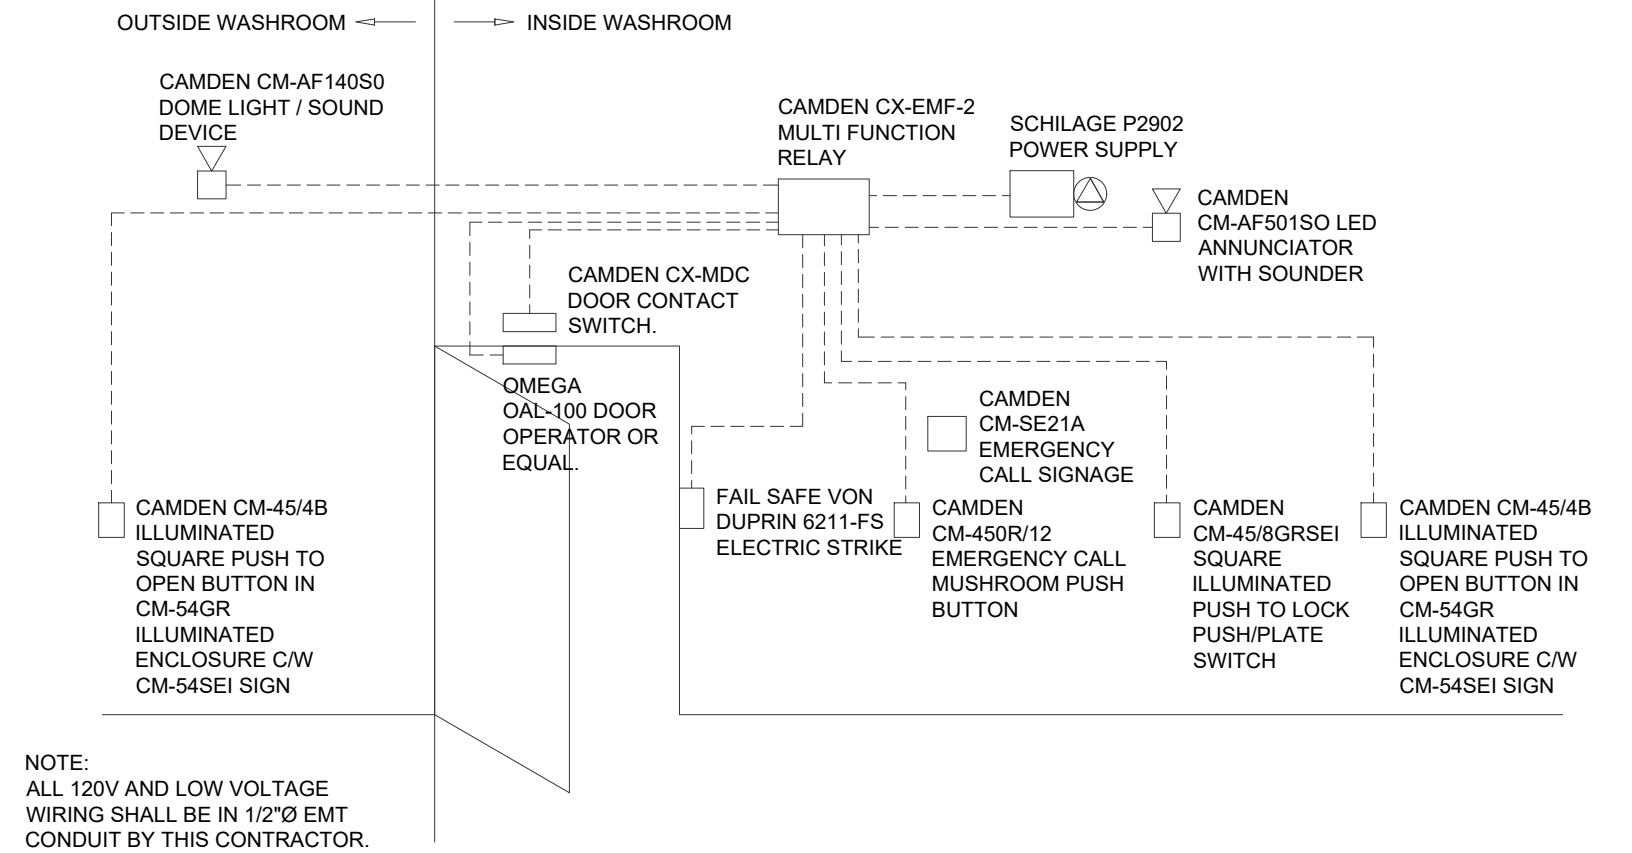 OUTSIDE WASHROOM
INSIDE WASHROOM
CAMDEN CM-AF140S0
DOME LIGHT / SOUND
DEVICE
CAMDEN CX-EMF-2
MULTI FUNCTION
RELAY
SCHILAGE P2902
POWER SUPPLY
CAMDEN
CM-AF501SO LED
ANNUNCIATOR
WITH SOUNDER
CAMDEN CX-MDC
DOOR CONTACT
SWITCH.
OMEGA
OAL-100 DOOR
OPERATOR OR
EQUAL.
CAMDEN
CM-SE21A
EMERGENCY
CALL SIGNAGE
CAMDEN CM-45/4B
ILLUMINATED
SQUARE PUSH TO
OPEN BUTTON IN
CM-54GR
ILLUMINATED
ENCLOSURE C/W
CM-54SEI SIGN
FAIL SAFE VON
DUPRIN 6211-FS
ELECTRIC STRIKE
CAMDEN
CM-450R/12
EMERGENCY CALL
MUSHROOM PUSH
BUTTON
CAMDEN
CM-45/8GRSEI
SQUARE
ILLUMINATED
PUSH TO LOCK
PUSH/PLATE
SWITCH
CAMDEN CM-45/4B
ILLUMINATED
SQUARE PUSH TO
OPEN BUTTON IN
CM-54GR
ILLUMINATED
ENCLOSURE C/W
CM-54SEI SIGN
NOTE:
ALL 120V AND LOW VOLTAGE
WIRING SHALL BE IN 1/2"Ø EMT
CONDUIT BY THIS CONTRACTOR.